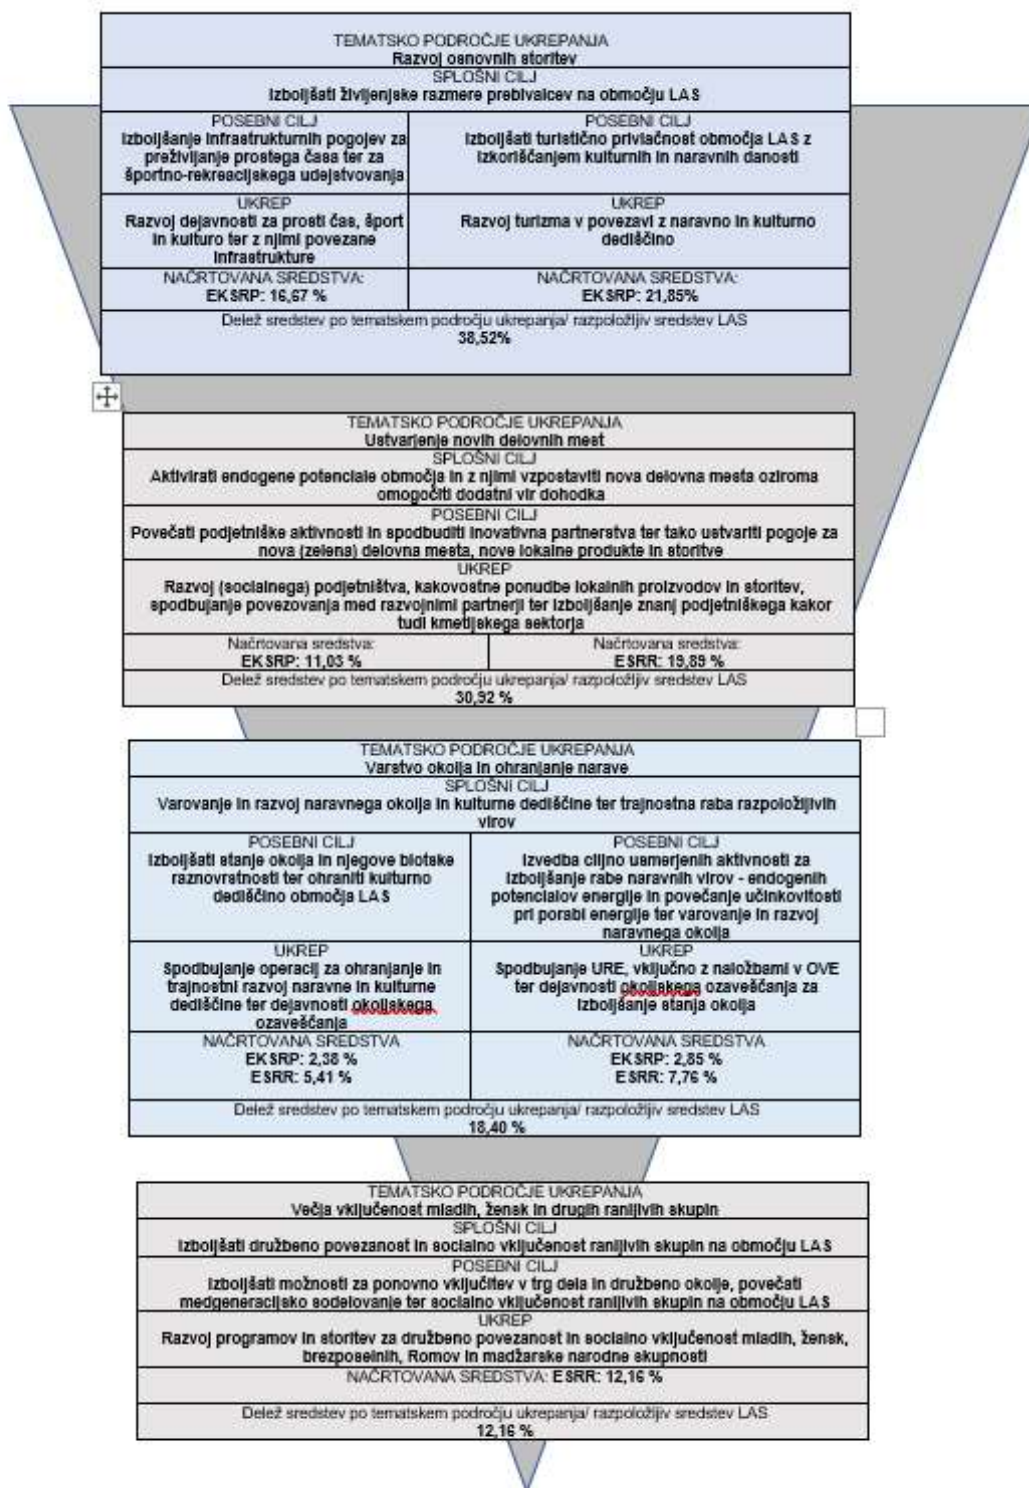 TEMATSKO PODROČJE UKREPANJA
Razvoj osnovnih storitev
SPLOŠNI CILJ
Izboljšati življenjske razmere prebivalcev na območju LAS
POSEBNI CILJ
Izboljšanje infrastrukturnih pogojev za
preživljanje prostega časa ter za
športno-rekreacijskega udejstvovanja
POSEBNI CILJ
Izboljšati turistično privlačnost območja LAS z
izkoriščanjem kulturnih in naravnih danosti
UKREP
Razvoj dejavnosti za prosti čas, šport
in kulturo ter z njimi povezane
infrastrukture
UKREP
Razvoj turizma v povezavi z naravno in kulturno
dediščino
NAČRTOVANA SREDSTVA:
EKSRP: 16,67 %
NAČRTOVANA SREDSTVA:
EKSRP: 21,85%
Delež sredstev po tematskem področju ukrepanja/ razpoložljiv sredstev LAS
38,52%
TEMATSKO PODROČJE UKREPANJA
Ustvarjenje novih delovnih mest
SPLOŠNI CILJ
Aktivirati endogene potenciale območja in z njimi vzpostaviti nova delovna mesta oziroma
omogočiti dodatni vir dohodka
POSEBNI CILJ
Povečati podjetniške aktivnosti in spodbuditi inovativna partnerstva ter tako ustvariti pogoje za
nova (zelena) delovna mesta, nove lokalne produkte in storitve
UKREP
Razvoj (socialnega) podjetništva, kakovostne ponudbe lokalnih proizvodov in storitev,
spodbujanje povezovanja med razvojnimi partnerji ter izboljšanje znanj podjetniškega kakor
tudi kmetijskega sektorja
Načrtovana sredstva:
EKSRP: 11,03 %
Načrtovana sredstva:
ESRR: 19,89 %
Delež sredstev po tematskem področju ukrepanja/ razpoložljiv sredstev LAS
30,92 %
TEMATSKO PODROČJE UKREPANJA
Varstvo okolja in ohranjanje narave
SPLOŠNI CILJ
Varovanje in razvoj naravnega okolja in kulturne dediščine ter trajnostna raba razpoložljivih
virov
POSEBNI CILJ
Izboljšati stanje okolja in njegove biotske
raznovrstnosti ter ohraniti kulturno
dediščino območja LAS
POSEBNI CILJ
Izvedba ciljno usmerjenih aktivnosti za
izboljšanje rabe naravnih virov - endogenih
potencialov energije in povečanje učinkovitosti
pri porabi energije ter varovanje in razvoj
naravnega okolja
UKREP
Spodbujanje operacij za ohranjanje in
trajnostni razvoj naravne in kulturne
dediščine ter dejavnosti okoljskega
ozaveščanja
UKREP
Spodbujanje URE, vključno z naložbami v OVE
ter dejavnosti okoljskega ozaveščanja za
izboljšanje stanja okolja
NAČRTOVANA SREDSTVA
EKSRP: 2,38 %
ESRR: 5,41 %
NAČRTOVANA SREDSTVA
EKSRP: 2,85 %
ESRR: 7,76 %
Delež sredstev po tematskem področju ukrepanja/ razpoložljiv sredstev LAS
18,40 %
TEMATSKO PODROČJE UKREPANJA
Večja vključenost mladih, žensk in drugih ranljivih skupin
SPLOŠNI CILJ
Izboljšati družbeno povezanost in socialno vključenost ranljivih skupin na območju LAS
POSEBNI CILJ
Izboljšati možnosti za ponovno vključitev v trg dela in družbeno okolje, povečati
medgeneracijsko sodelovanje ter socialno vključenost ranljivih skupin na območju LAS
UKREP
Razvoj programov in storitev za družbeno povezanost in socialno vključenost mladih, žensk,
brezposelnih, Romov in madžarske narodne skupnosti
NAČRTOVANA SREDSTVA: ESRR: 12,16 %
Delež sredstev po tematskem področju ukrepanja/ razpoložljiv sredstev LAS
12,16 %